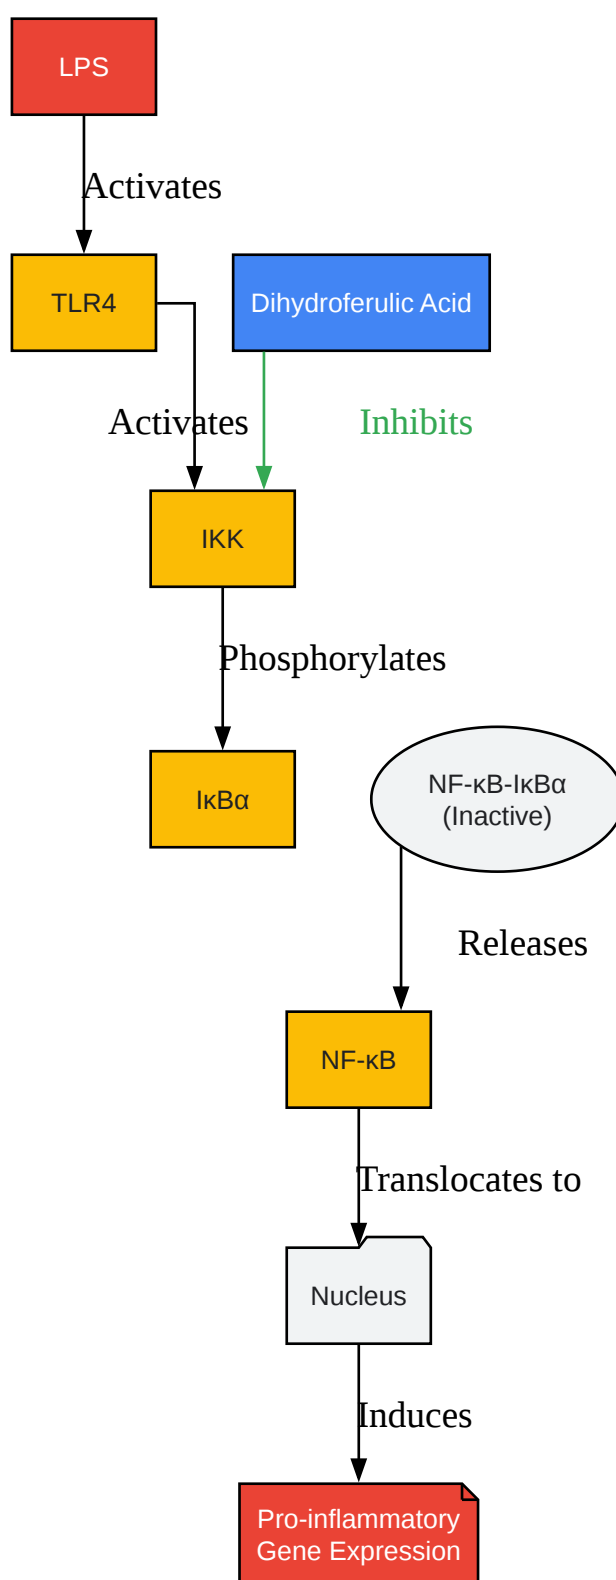 LPS
Activates
TLR4
Dihydroferulic Acid
Activates
Inhibits
IKK
Phosphorylates
IκBα
NF-κB-IκBα
(Inactive)
Releases
NF-κB
Translocates to
Nucleus
Induces
Pro-inflammatory
Gene Expression